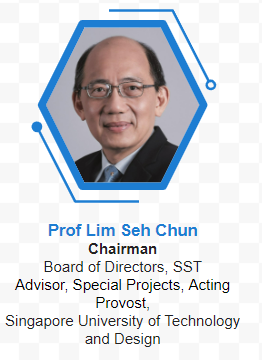 Prof Lim Seh Chun
Chairman
Board of Directors, SST
Advisor, Special Projects, Acting
Provost,
Singapore University of Technology
and Design